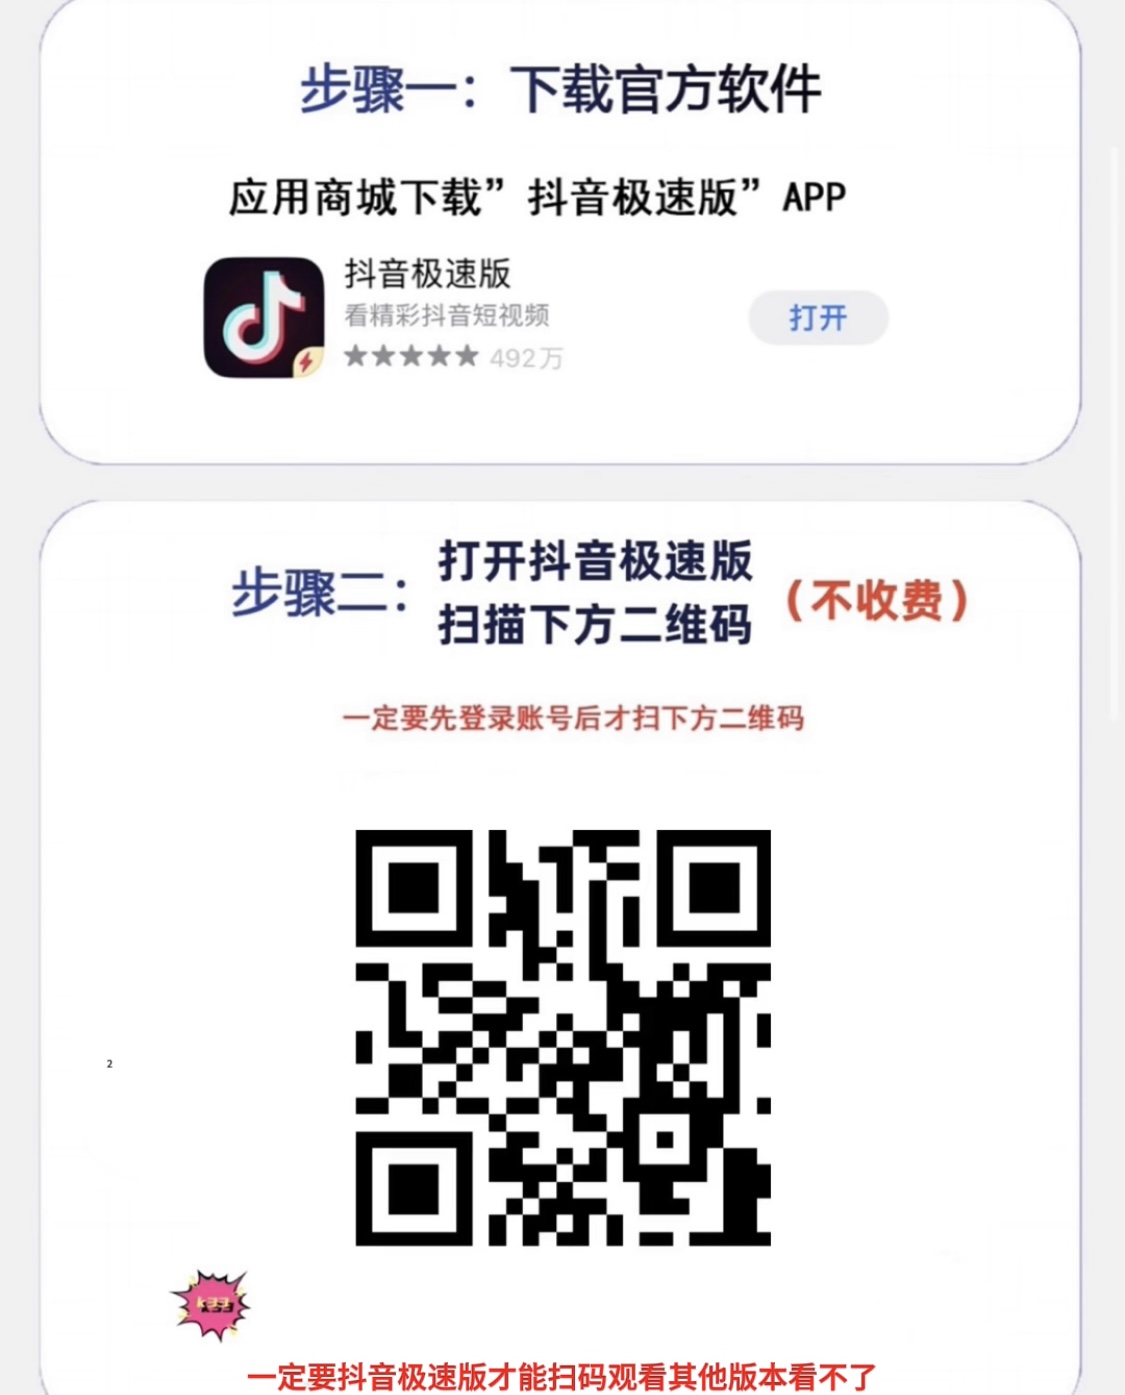 步骤一：下载官方软件
应用商城下载”抖音极速版”APP
抖音极速版
看精彩抖音短视频
492万
打开
步骤二：
打开抖音极速版
扫描下方二维码
（不收费）
一定要先登录账号后才扫下方二维码
2
k33
一定要抖音极速版才能扫码观看其他版本看不了